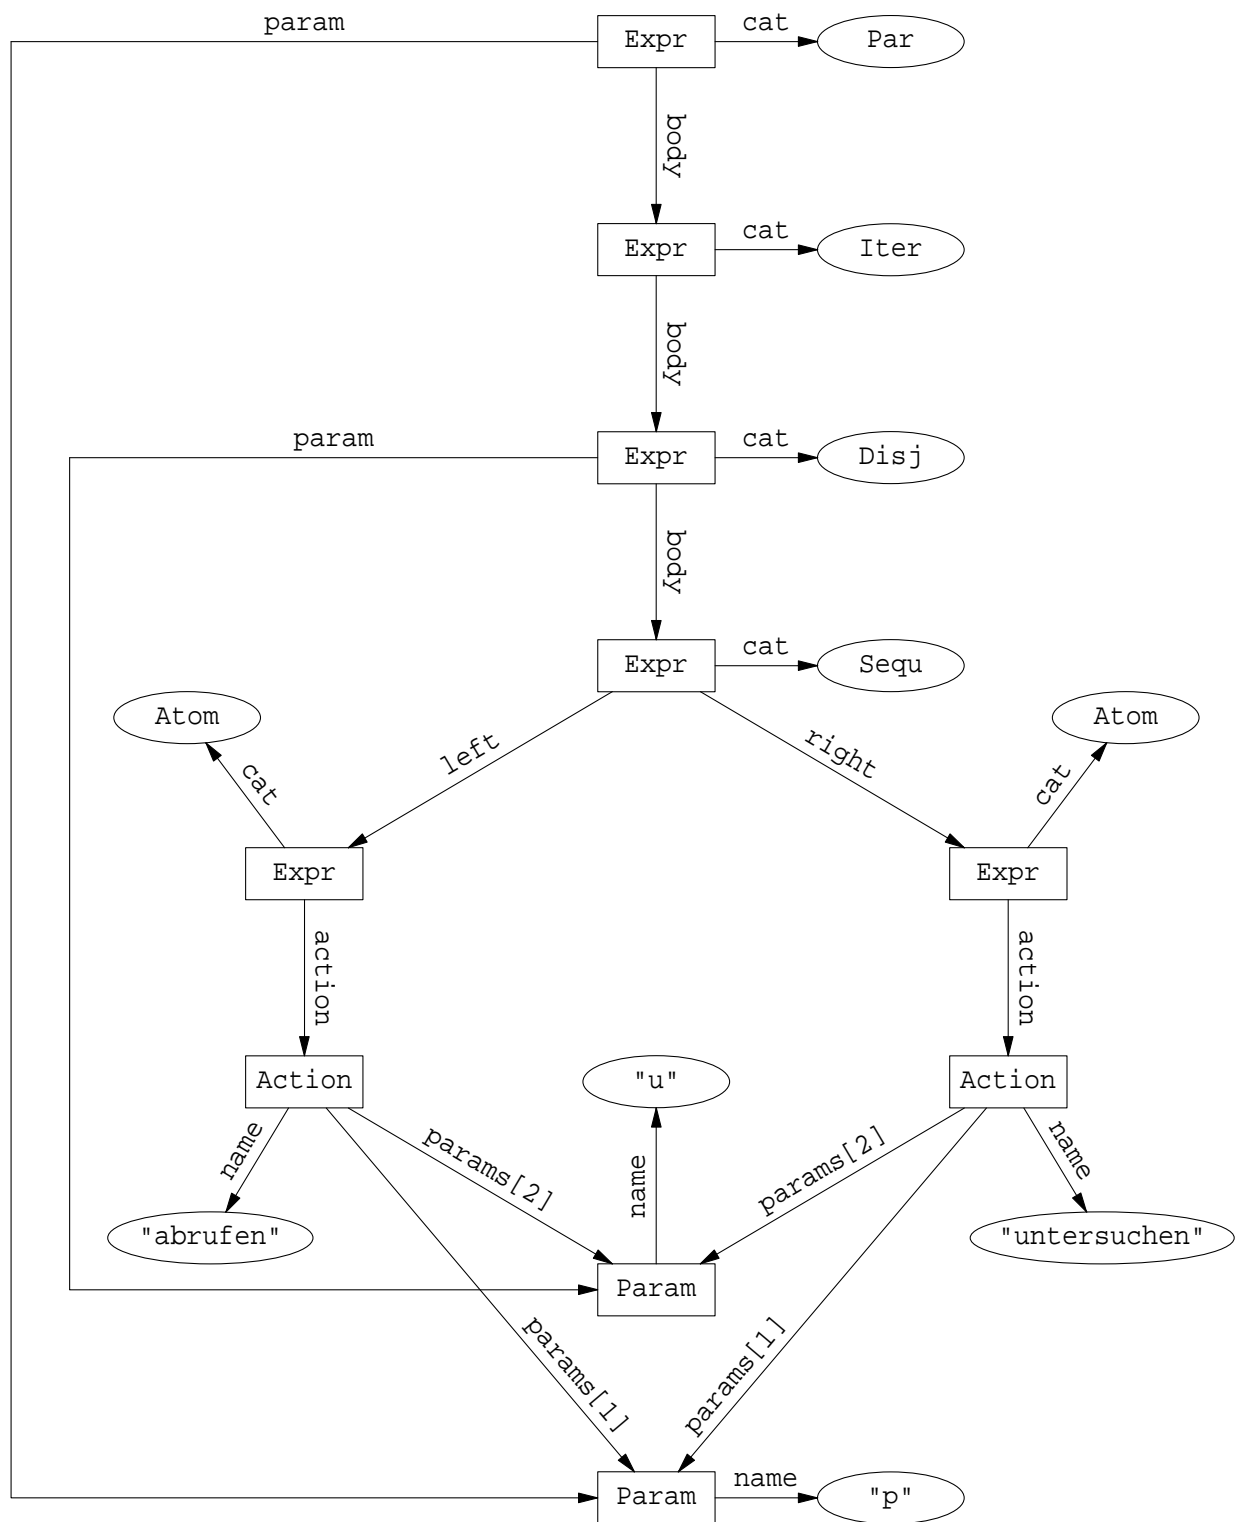 param
Expr
cat
Par
body
Expr
cat
Iter
body
param
Expr
cat
Disj
body
Expr
cat
Sequ
Atom
Atom
left
right
cat
cat
Expr
Expr
action
action
Action
"u"
Action
name
params[2]
name
params[2]
name
"abrufen"
"untersuchen"
Param
params[1]
params[1]
Param
name
"p"